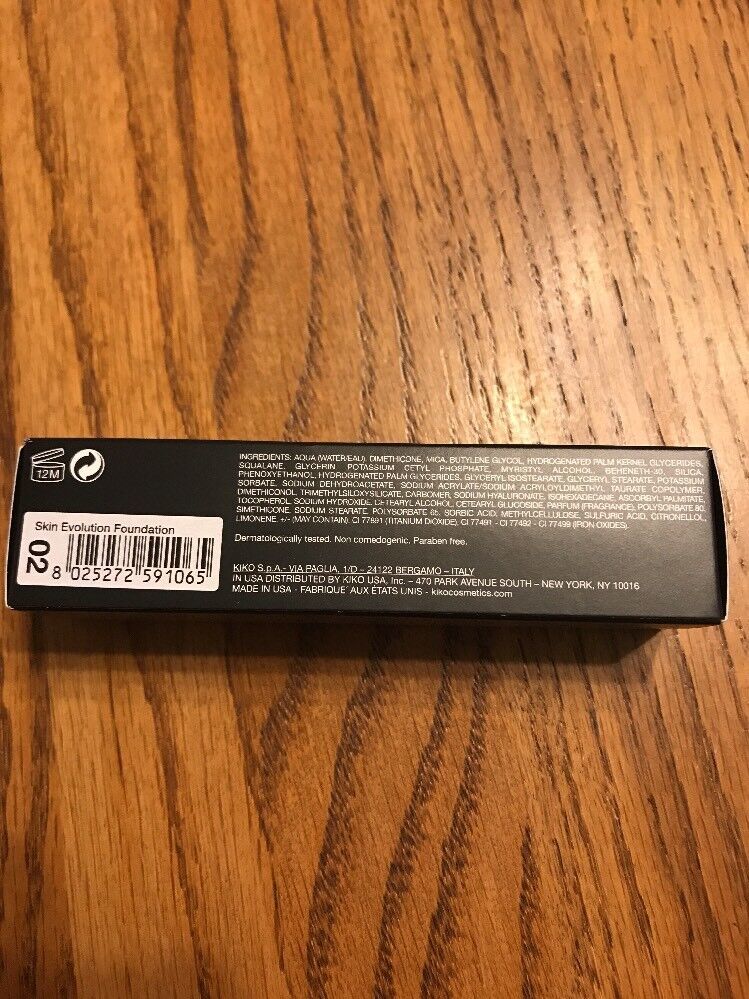 12M
Skin Evolution Foundation
02
8 025272 591065
INGREDIENTS: AQUA (WATER/EAU), DIMETHICONE, MICA, BUTYLENE GLYCOL, HYDROGENATED PALM KERNEL GLYCERIDES,
SQUALANE, GLYCERIN POTASSIUM CETYL PHOSPHATE, MYRISTYL ALCOHOL, BEHENETH-30, SILICA,
PHENOXYETHANOL, HYDROGENATED PALM GLYCERIDES, GLYCERYL ISOSTEARATE, GLYCERYL STEARATE, POTASSIUM
SORBATE, SODIUM DEHYDROACETATE, SODIUM ACRYLATE/SODIUM ACRYLOYLDIMETHYL TAURATE COPOLYMER,
DIMETHICONOL, TRIMETHYLSILOXYSILICATE, CARBOMER, SODIUM HYALURONATE, ISOHEXADECANE, ASCORBYL PALMITATE,
TOCOPHEROL, SODIUM HYDROXIDE, CETEARYL ALCOHOL, CETEARYL GLUCOSIDE, PARFUM (FRAGRANCE), POLYSORBATE 80,
SIMETHICONE, SODIUM STEARATE, POLYSORBATE 65, SORBIC ACID, METHYLCELLULOSE, SULFURIC ACID, CITRONELLOL,
LIMONENE. +/- (MAY CONTAIN). CI 77891 (TITANIUM DIOXIDE), CI 77491 - CI 77492 - CI 77499 (IRON OXIDES).
Dermatologically tested. Non comedogenic. Paraben free.
KIKO S.p.A.- VIA PAGLIA, 1/D – 24122 BERGAMO – ITALY
IN USA DISTRIBUTED BY KIKO USA, Inc. – 470 PARK AVENUE SOUTH – NEW YORK, NY 10016
MADE IN USA - FABRIQUÉ AUX ÉTATS UNIS - kikocosmetics.com